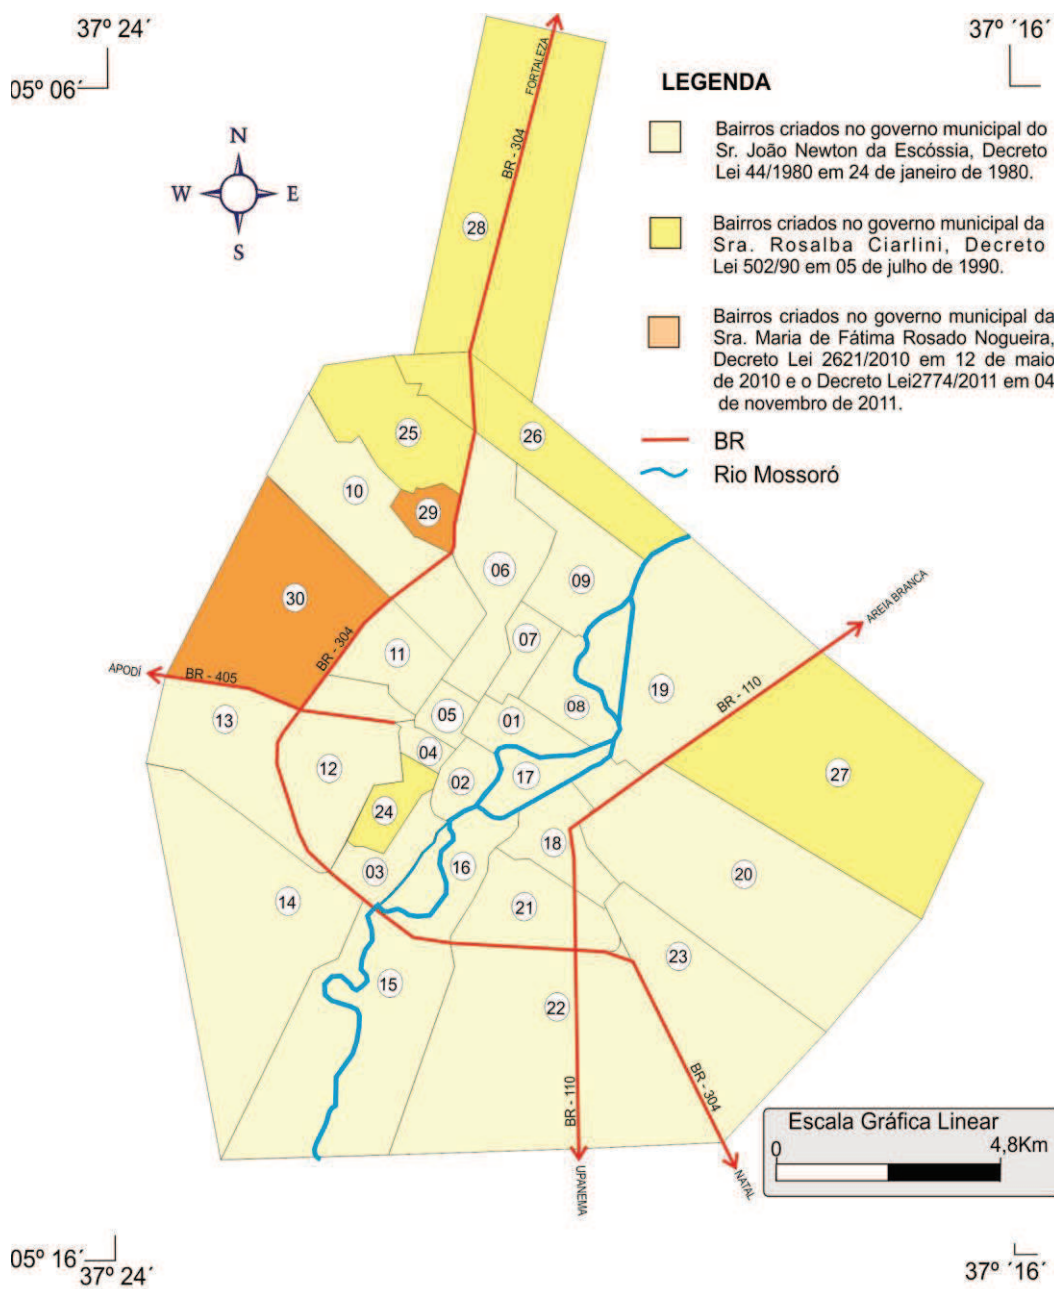 37º 24´
37º ´16´
05º 06´
LEGENDA
Bairros criados no governo municipal do
Sr. João Newton da Escóssia, Decreto
Lei 44/1980 em 24 de janeiro de 1980.
Bairros criados no governo municipal da
Sra. Rosalba Ciarlini, Decreto
Lei 502/90 em 05 de julho de 1990.
Bairros criados no governo municipal da
Sra. Maria de Fátima Rosado Nogueira,
Decreto Lei 2621/2010 em 12 de maio
de 2010 e o Decreto Lei2774/2011 em 04
de novembro de 2011.
BR
Rio Mossoró
N
W
E
S
FORTALEZA
BR - 304
28
25
26
10
29
06
09
30
07
BR - 304
11
APODÍ
BR - 405
AREIA BRANCA
BR - 110
19
13
05
01
08
04
12
02
17
27
24
18
03
16
20
14
21
15
22
23
BR - 110
BR - 304
UPANEMA
NATAL
Escala Gráfica Linear
0
4,8Km
05º 16´
37º 24´
37º ´16´